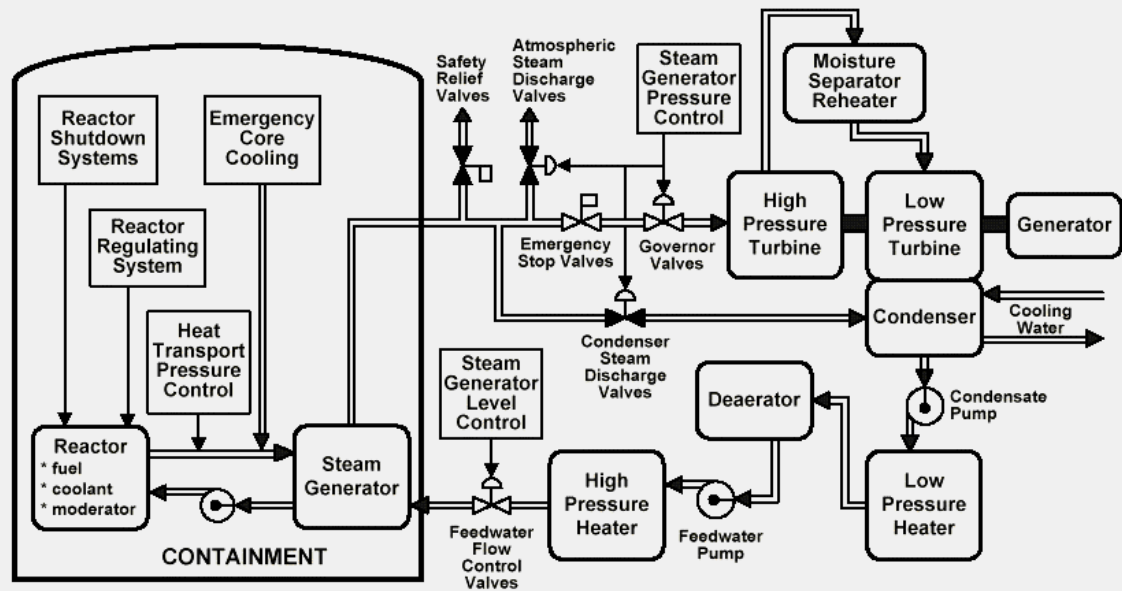 Safety
Relief
Valves
Atmospheric
Steam
Discharge
Valves
Steam
Generator
Pressure
Control
Moisture
Separator
Reheater
Reactor
Shutdown
Systems
Emergency
Core
Cooling
Reactor
Regulating
System
Emergency
Stop Valves
Governor
Valves
High
Pressure
Turbine
Low
Pressure
Turbine
Generator
Heat
Transport
Pressure
Control
Condenser
Steam
Discharge
Valves
Condenser
Cooling
Water
Steam
Generator
Level
Control
Deaerator
Condensate
Pump
Reactor
* fuel
* coolant
* moderator
Steam
Generator
High
Pressure
Heater
Low
Pressure
Heater
Feedwater
Flow
Control
Valves
Feedwater
Pump
CONTAINMENT